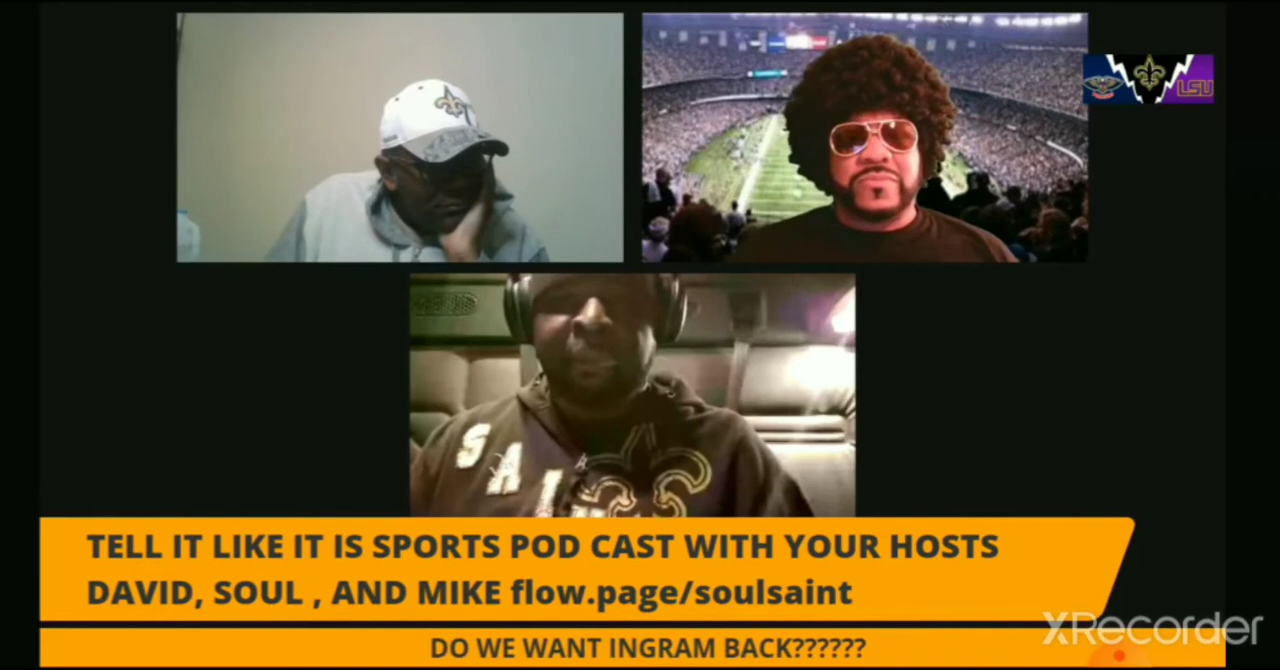 LSU
SAI
TELL IT LIKE IT IS SPORTS POD CAST WITH YOUR HOSTS
DAVID, SOUL , AND MIKE flow.page/soulsaint
XRecorder
DO WE WANT INGRAM BACK??????